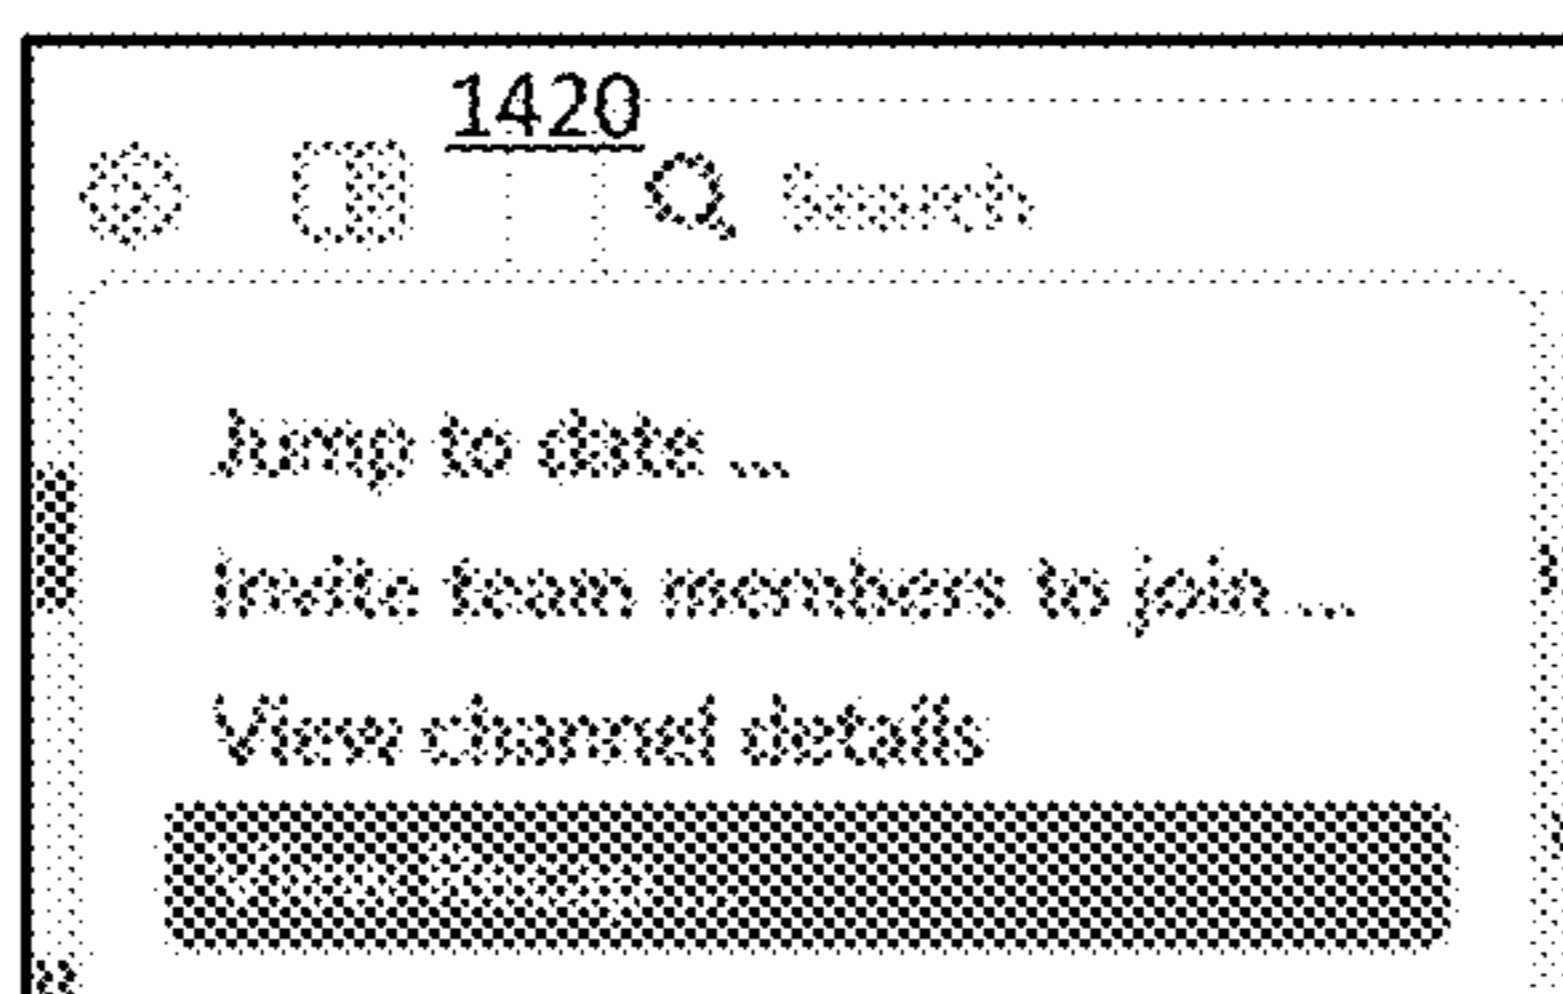 1420
Search
Jump to date ...
Invite team members to join ...
View channel details